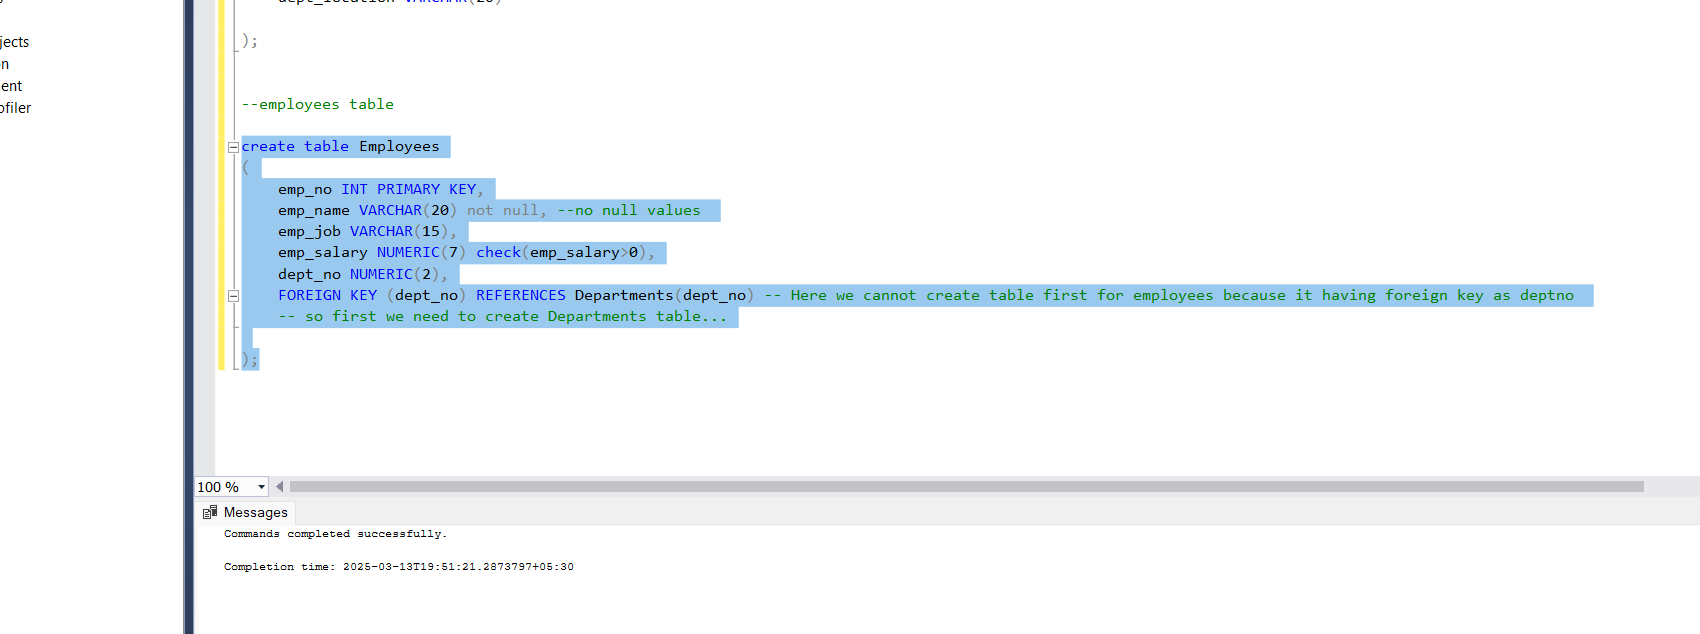 dept_location VARCHAR(20)
);
jects
n
ent
ofiler
--employees table
create table Employees
(
emp_no INT PRIMARY KEY,
emp_name VARCHAR(20) not null, --no null values
emp_job VARCHAR(15),
emp_salary NUMERIC(7) check(emp_salary>0),
dept_no NUMERIC(2),
FOREIGN KEY (dept_no) REFERENCES Departments(dept_no) -- Here we cannot create table first for employees because it having foreign key as deptno
-- so first we need to create Departments table...
);
100 %
Messages
Commands completed successfully.
Completion time: 2025-03-13T19:51:21.2873797+05:30